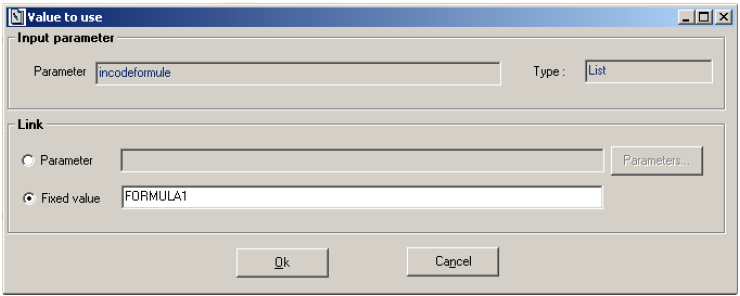 Value to use
Input parameter
Parameter incodeformule Type : List
Link
Parameter Parameters...
Fixed value FORMULA1
Ok Cancel